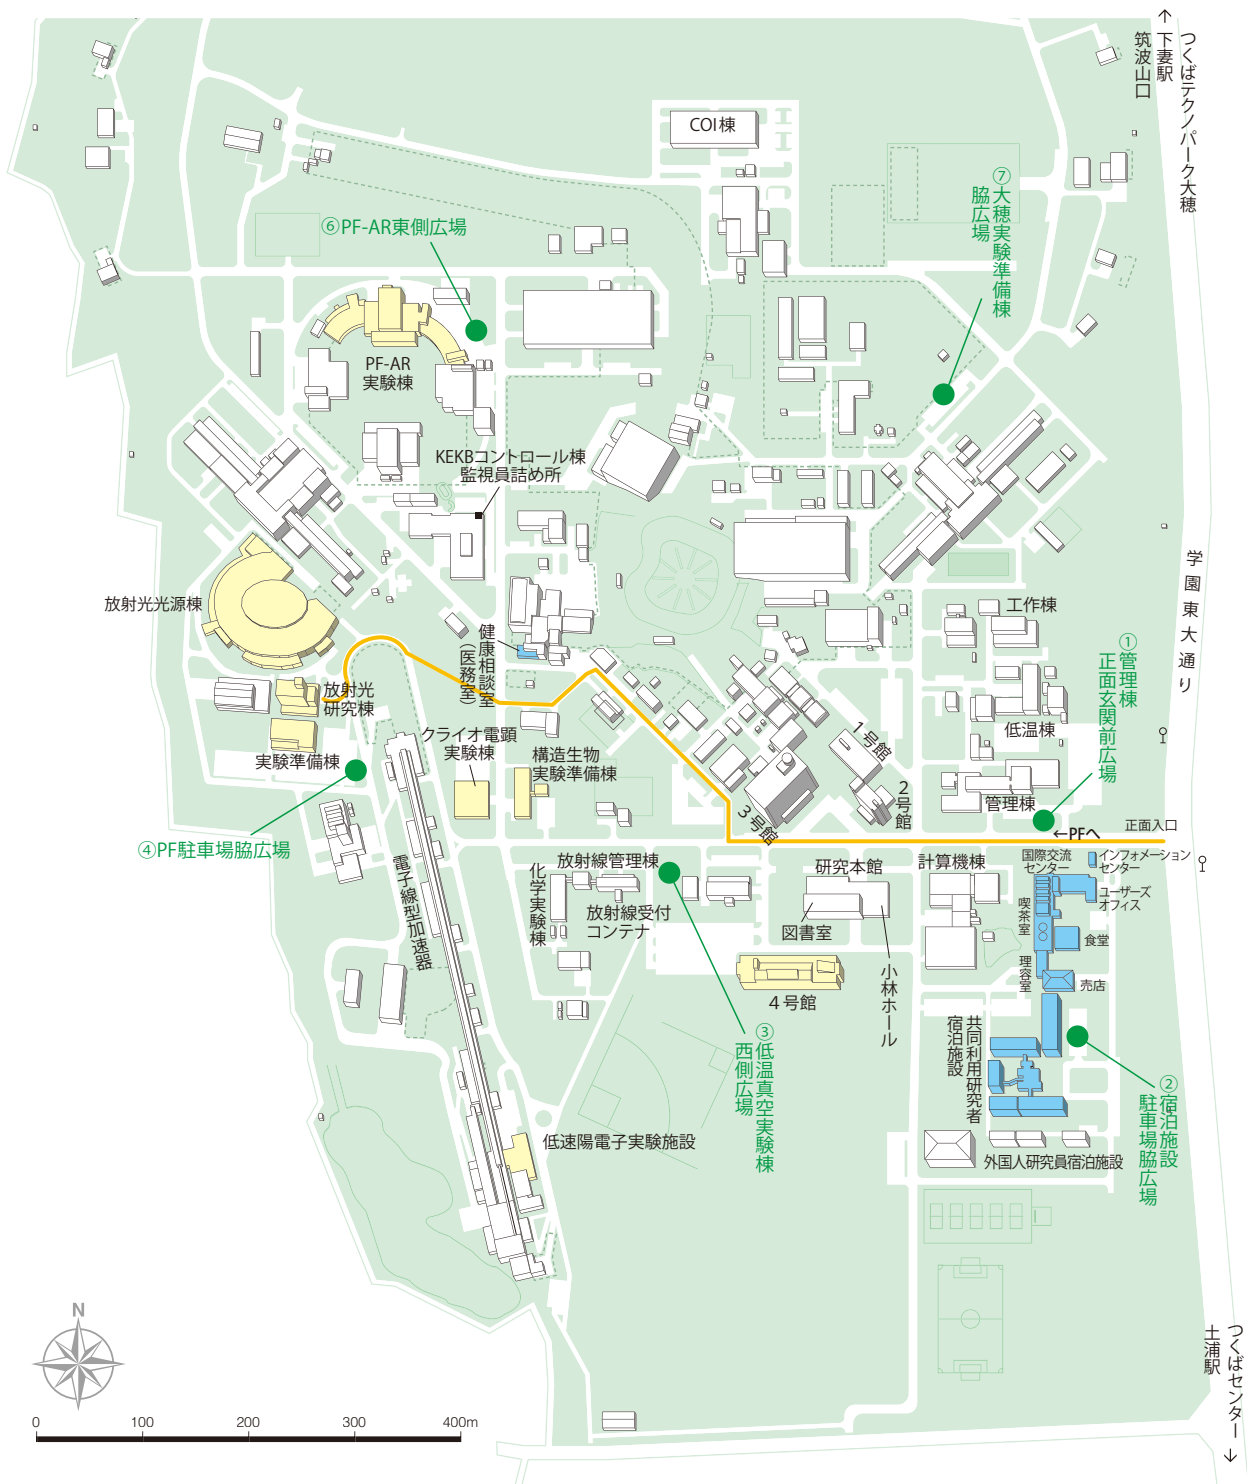 ↑
つくばテクノパーク大穂
下妻駅
筑波山口
COI棟
⑦大穂実験準備棟
脇広場
⑥PF-AR東側広場
PF-AR
実験棟
KEKBコントロール棟
監視員詰め所
学園東大通り
放射光光源棟
工作棟
健康相談室
（医務室）
①管理棟
正面玄関前広場
放射光
研究棟
低温棟
クライオ電顕
実験棟
構造生物
実験準備棟
1号館
2号館
3号館
実験準備棟
管理棟
←PFへ
正面入口
④PF駐車場脇広場
電子線型加速器
化学実験棟
放射線管理棟
放射線受付
コンテナ
研究本館
図書室
小林ホール
計算機棟
国際交流
センター
インフォメーション
センター
ユーザーズ
オフィス
喫茶室
食堂
理容室
売店
4号館
③低温真空実験棟
西側広場
共同利用研究者
宿泊施設
②宿泊施設
駐車場脇広場
低速陽電子実験施設
外国人研究員宿泊施設
N
0 100 200 300 400m
つくばセンター
土浦駅
↓